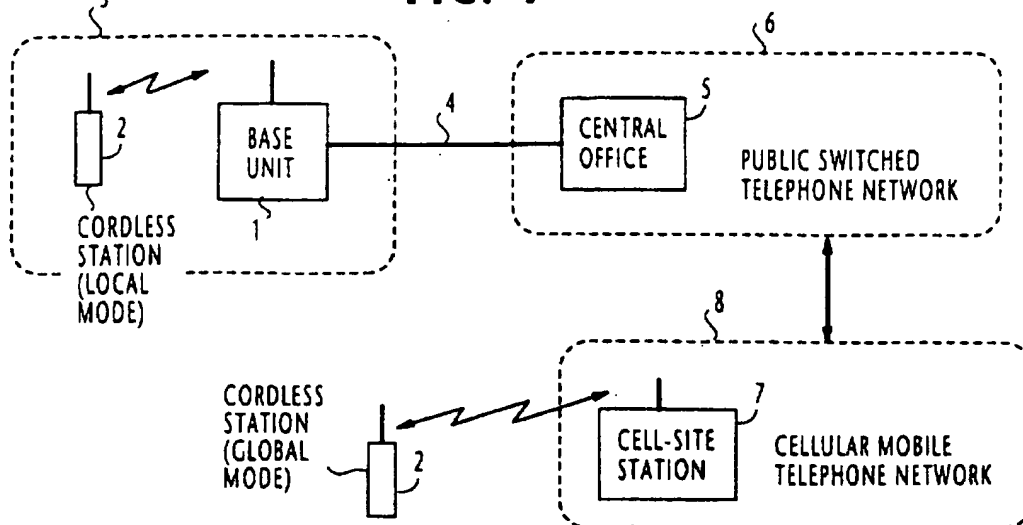 6
2
BASE
UNIT
1
4
CENTRAL
OFFICE
5
PUBLIC SWITCHED
TELEPHONE NETWORK
CORDLESS
STATION
(LOCAL
MODE)
8
CORDLESS
STATION
(GLOBAL
MODE)
2
CELL-SITE
STATION
7
CELLULAR MOBILE
TELEPHONE NETWORK